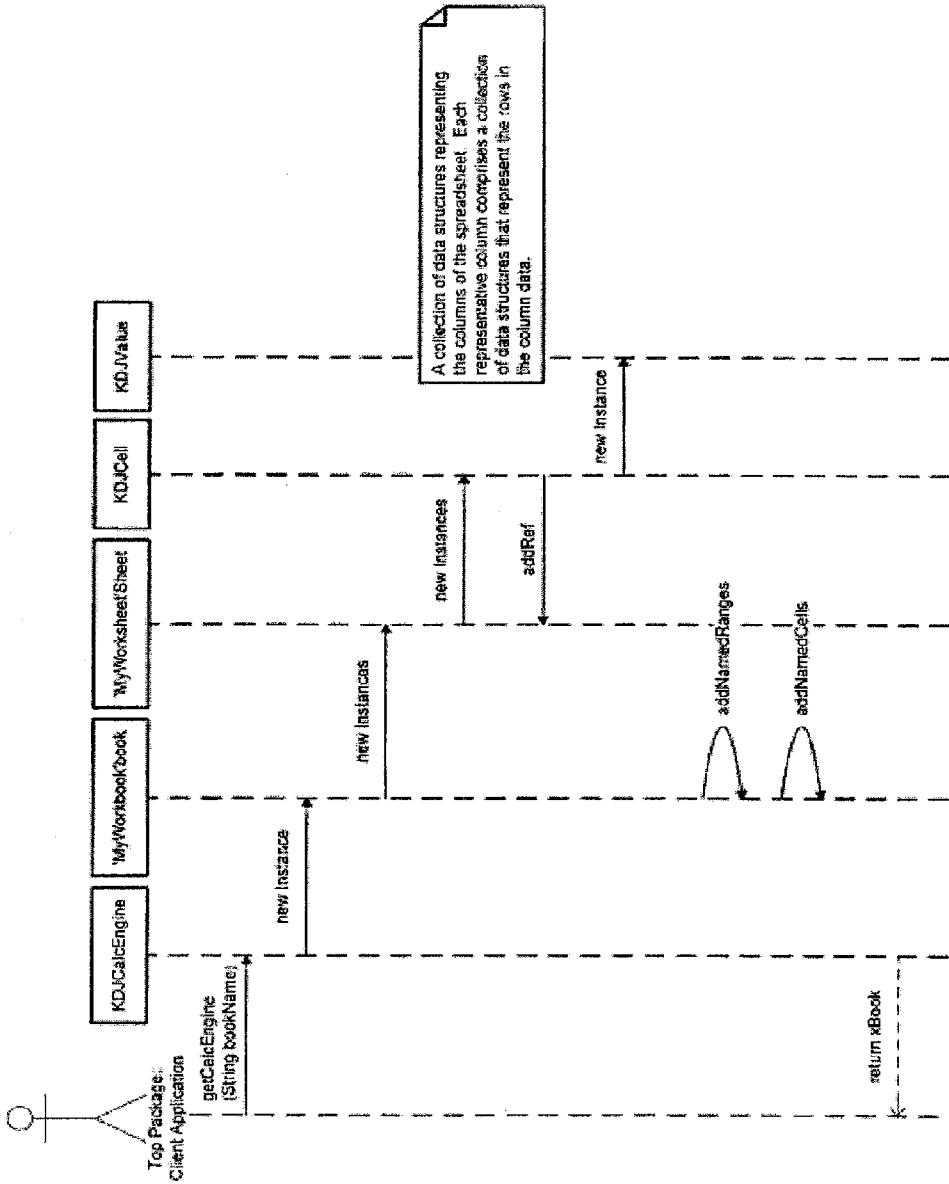 Top Package::
Client Application
KDJCalcEngine
'MyWorkbook'book
'MyWorksheet'Sheet
KDJCell
KDJValue
getCalcEngine
(String bookName)
new Instance
new Instances
new Instances
A collection of data structures representing
the columns of the spreadsheet. Each
representative column comprises a collection
of data structures that represent the rows in
the column data.
addRef
new Instance
addNamedRanges
addNamedCells
return xBook